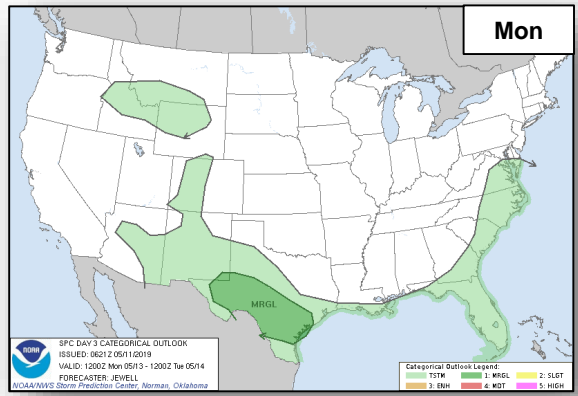 Mon
MRGL
NOAA
SPC DAY 3 CATEGORICAL OUTLOOK
ISSUED: 0621Z 05/11/2019
VALID: 1200Z Mon 05/13 - 1200Z Tue 05/14
FORECASTER: JEWELL
NOAA/NWS Storm Prediction Center, Norman, Oklahoma
Categorical Outlook Legend:
TSTM 1: MRGL 2: SLGT
3: ENH 4: MDT 5: HIGH